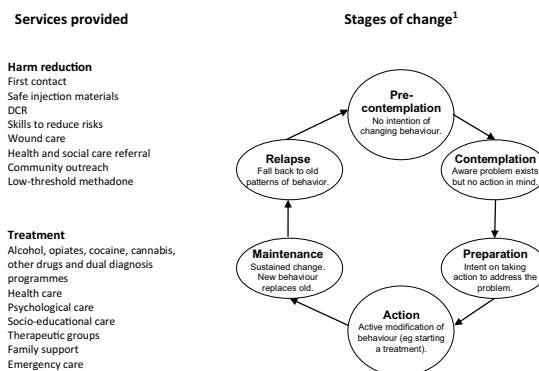 Services provided
Stages of change1
Harm reduction
First contact
Safe injection materials
DCR
Skills to reduce risks
Wound care
Health and social care referral
Community outreach
Low-threshold methadone
Treatment
Alcohol, opiates, cocaine, cannabis,
other drugs and dual diagnosis
programmes
Health care
Psychological care
Socio-educational care
Therapeutic groups
Family support
Emergency care
Pre-
contemplation
No intention of
changing behaviour.
Contemplation
Aware problem exists
but no action in mind.
Preparation
Intent on taking
action to address the
problem.
Action
Active modification of
behaviour (eg starting
a treatment).
Maintenance
Sustained change.
New behaviour
replaces old.
Relapse
Fall back to old
patterns of behavior.